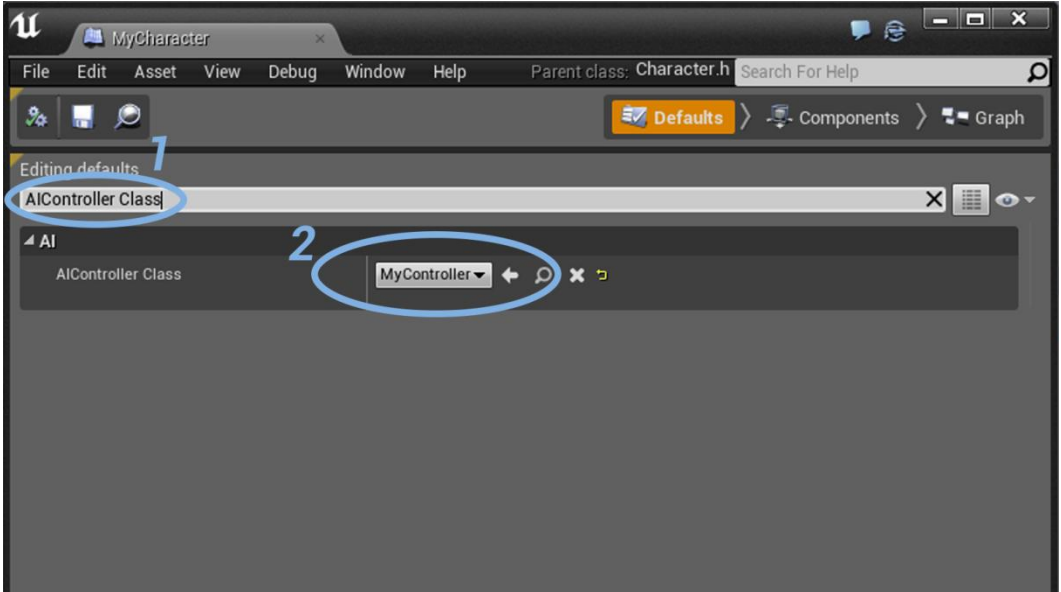 MyCharacter
File Edit Asset View Debug Window Help Parent class: Character.h Search For Help
Defaults Components Graph
1
Editing defaults
AIController Class
2
AI
AIController Class MyController